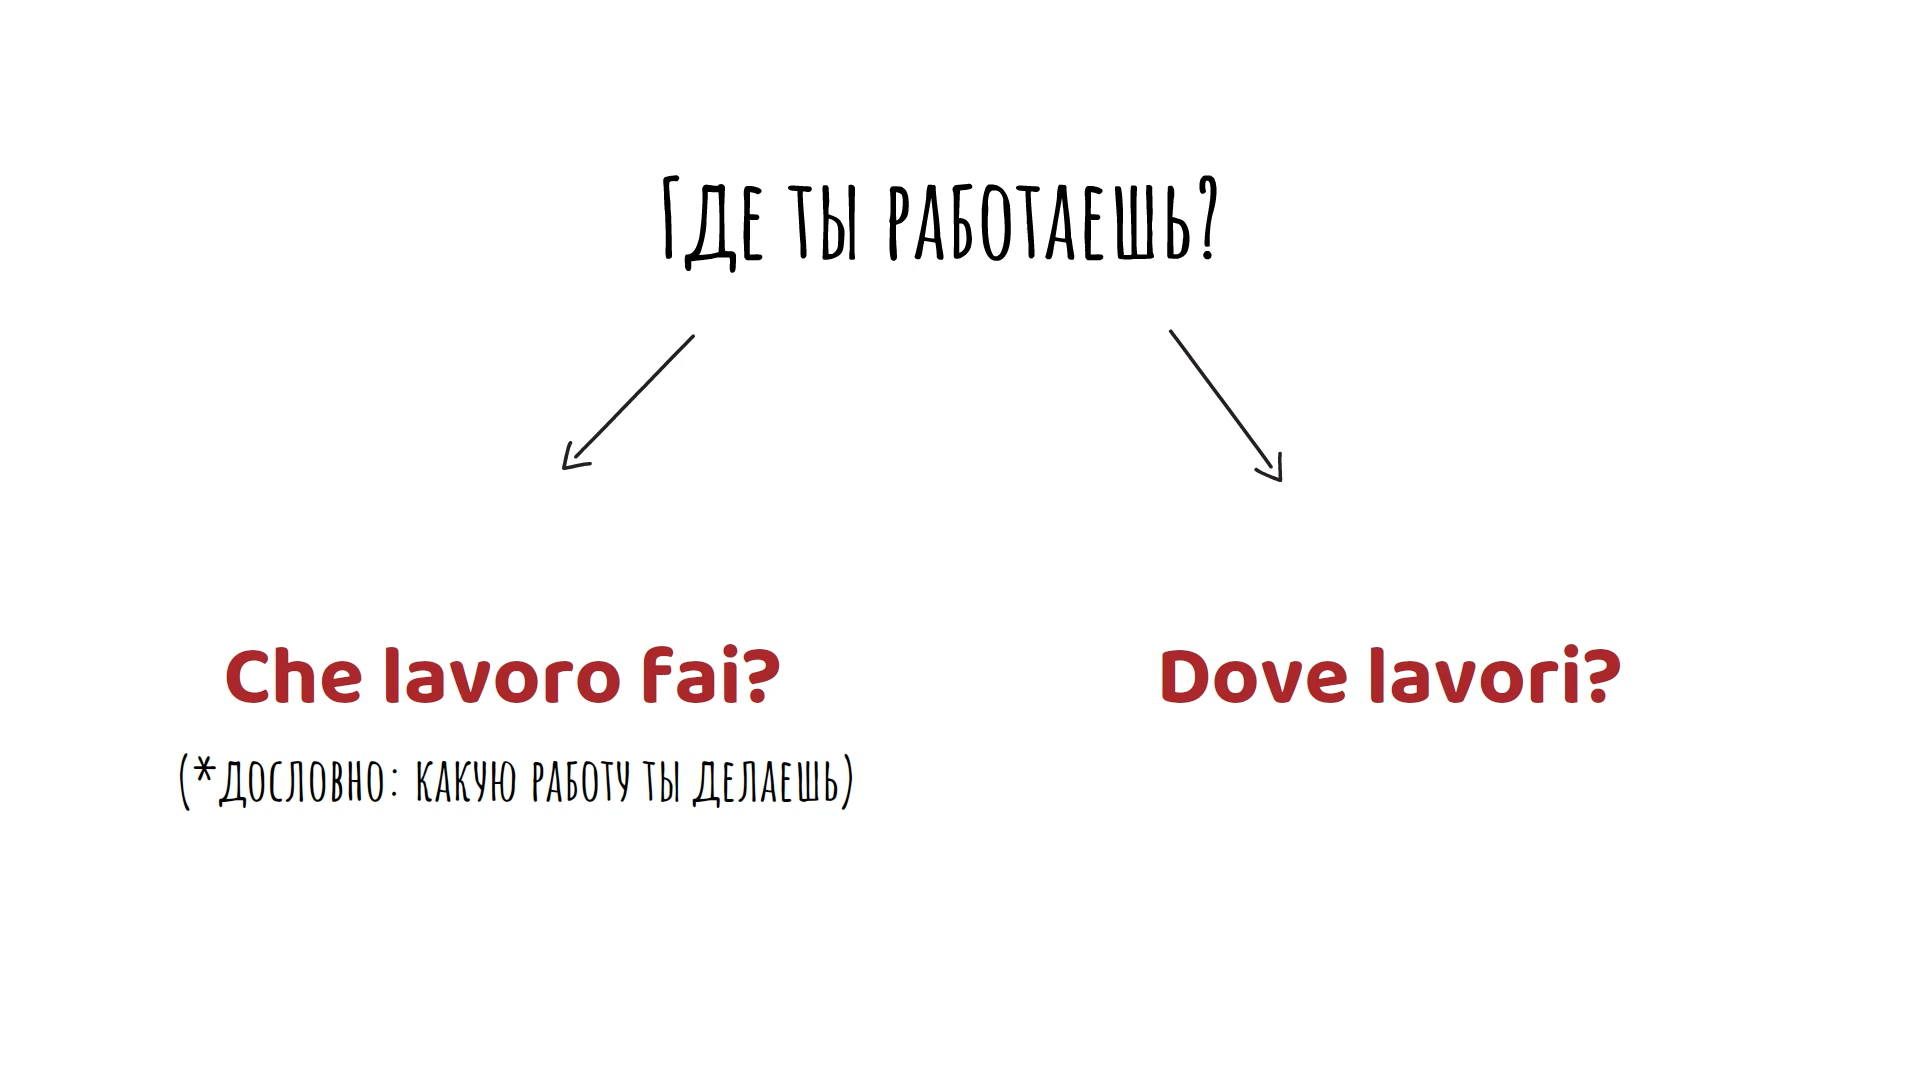 Где ты работаешь?
Che lavoro fai?
Dove lavori?
(*дословно: какую работу ты делаешь)